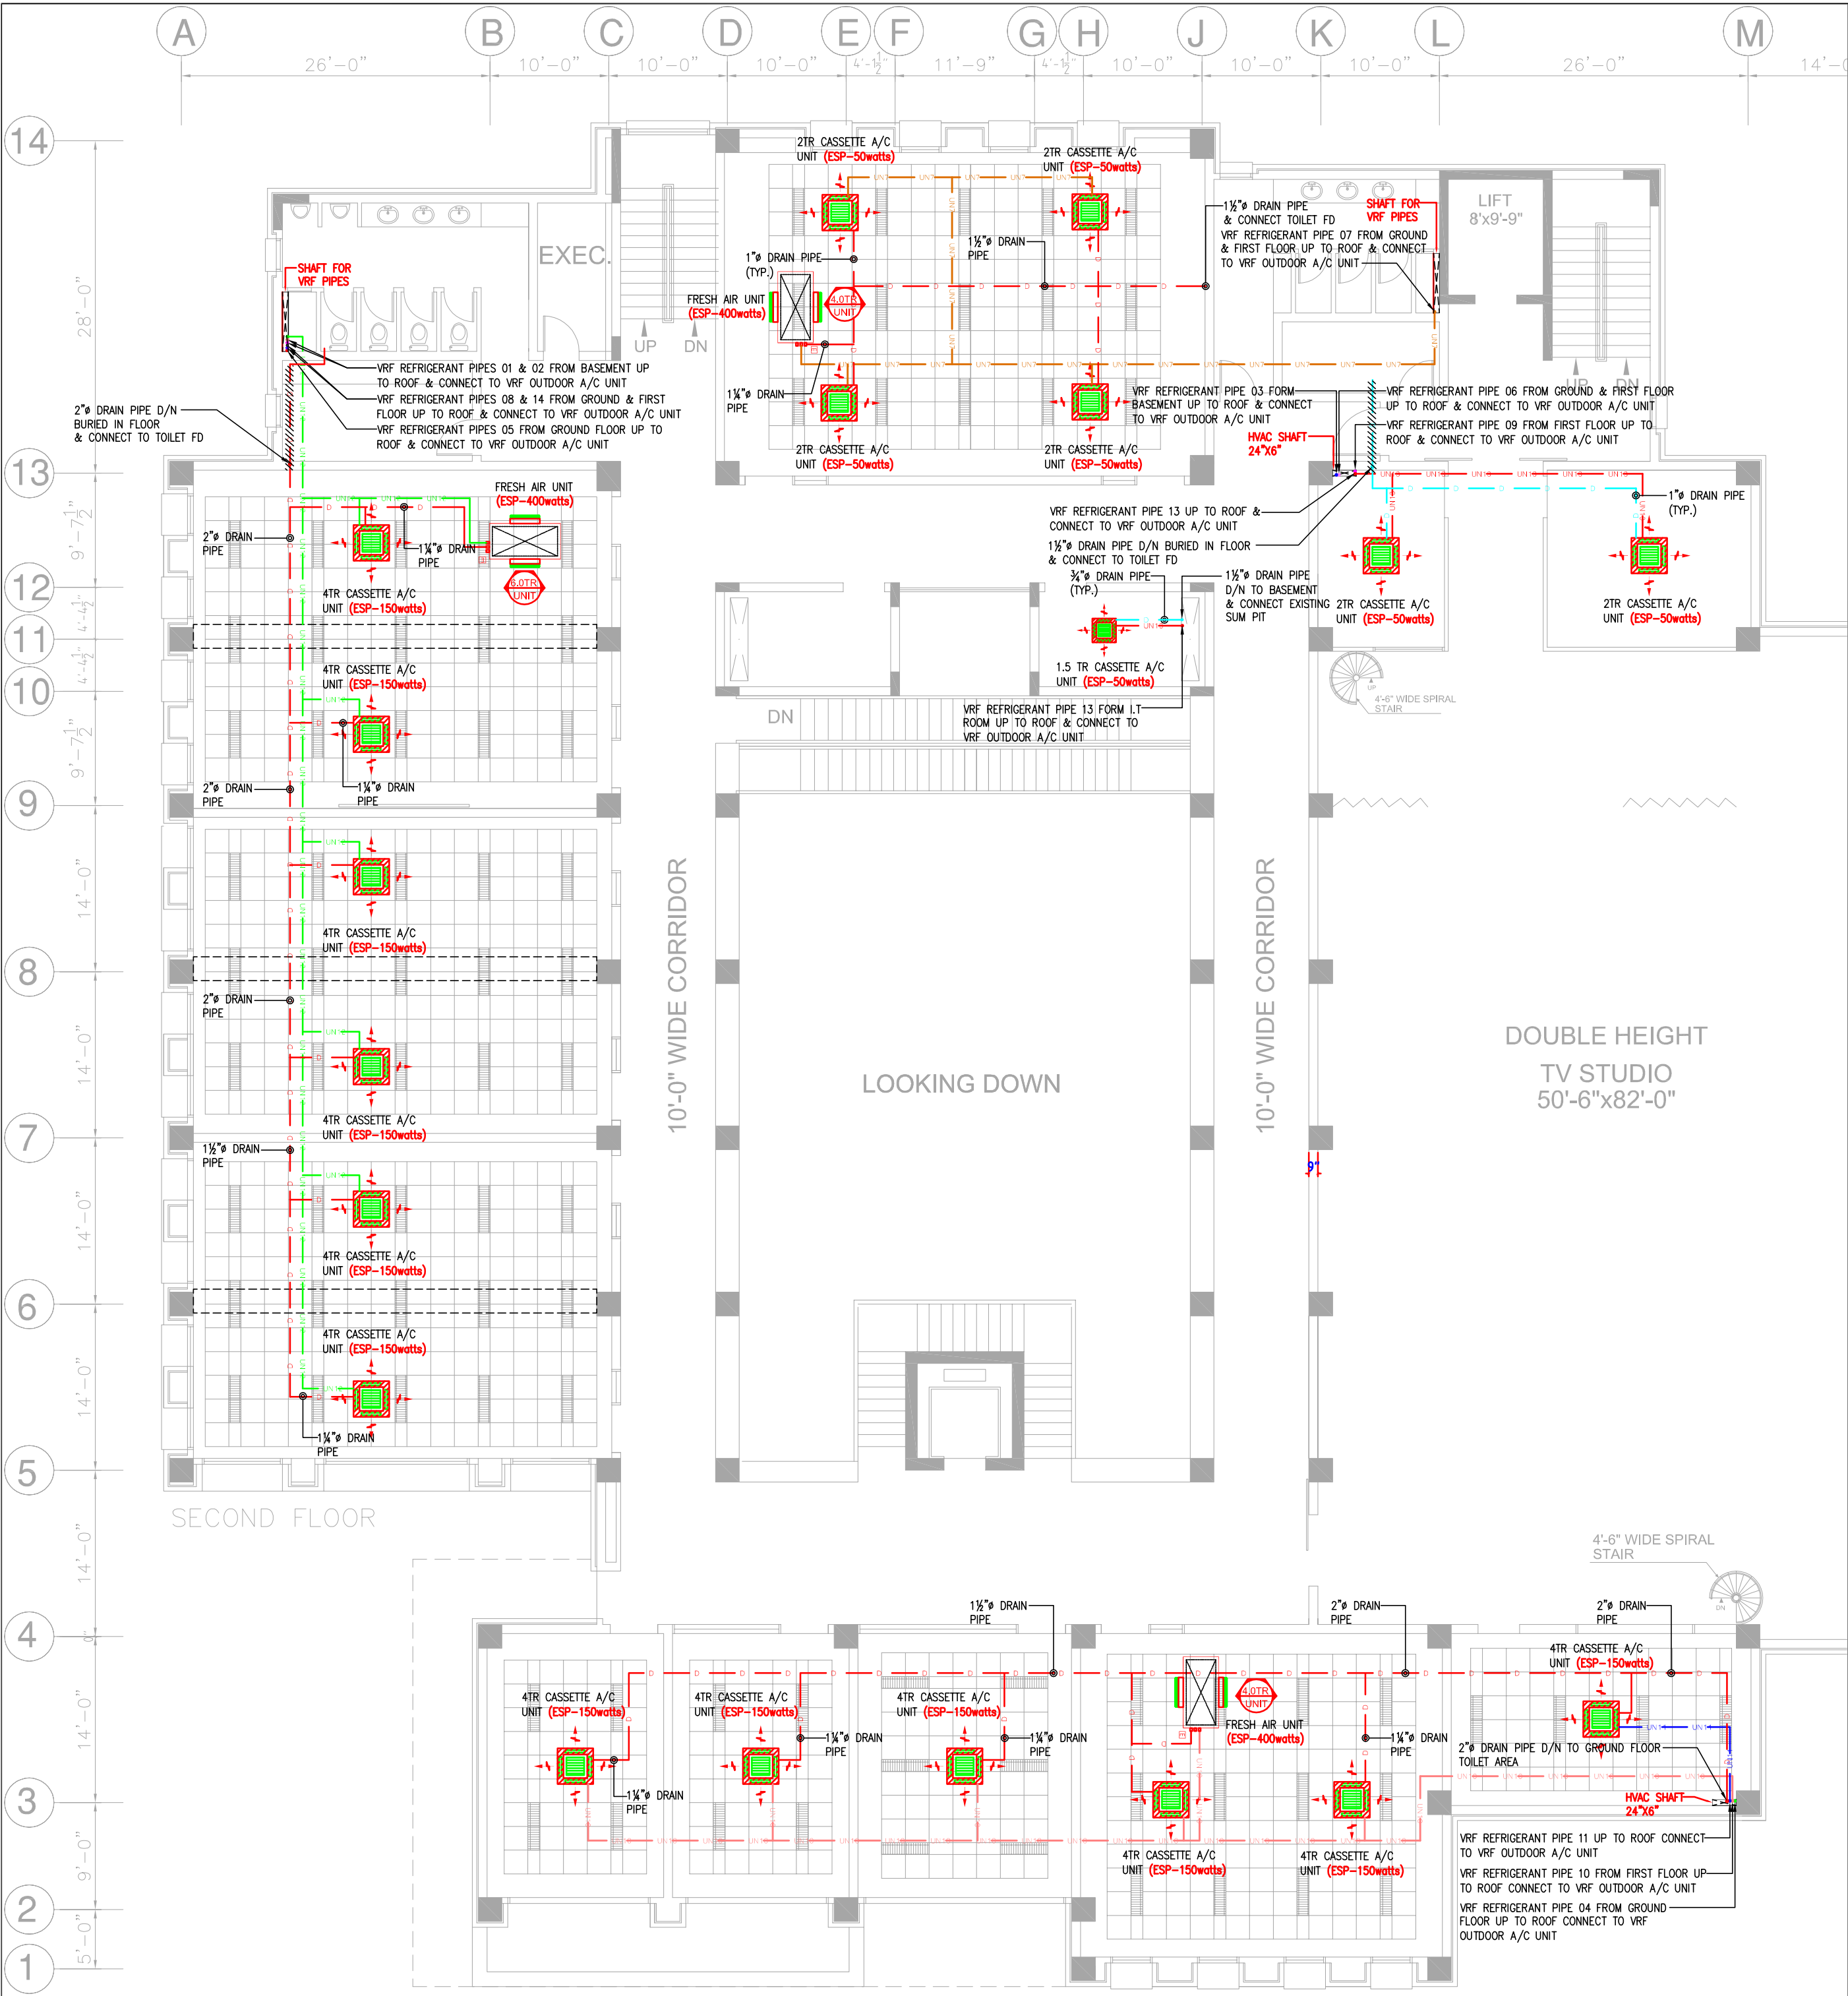 A B C D E F G H J K L M
26'-0" 10'-0" 10'-0" 10'-0" 4'-1½" 11'-9" 4'-1½" 10'-0" 10'-0" 10'-0" 26'-0" 14'-0
14
28'-0"
13
9'-7½"
12
4'-4½"
11
4'-4½"
10
9'-7½"
9
14'-0"
8
14'-0"
7
14'-0"
6
14'-0"
5
14'-0"
4
14'-0"
3
9'-0"
2
5'-0"
1
SHAFT FOR
VRF PIPES
EXEC.
UP
DN
VRF REFRIGERANT PIPES 01 & 02 FROM BASEMENT UP
TO ROOF & CONNECT TO VRF OUTDOOR A/C UNIT
VRF REFRIGERANT PIPES 08 & 14 FROM GROUND & FIRST
FLOOR UP TO ROOF & CONNECT TO VRF OUTDOOR A/C UNIT
VRF REFRIGERANT PIPES 05 FROM GROUND FLOOR UP TO
ROOF & CONNECT TO VRF OUTDOOR A/C UNIT
2"ø DRAIN PIPE D/N
BURIED IN FLOOR
& CONNECT TO TOILET FD
2TR CASSETTE A/C
UNIT (ESP-50watts)
2TR CASSETTE A/C
UNIT (ESP-50watts)
1"ø DRAIN PIPE
(TYP.)
1½"ø DRAIN
PIPE
FRESH AIR UNIT
(ESP-400watts)
4.0TR
UNIT
1¼"ø DRAIN
PIPE
2TR CASSETTE A/C
UNIT (ESP-50watts)
2TR CASSETTE A/C
UNIT (ESP-50watts)
1½"ø DRAIN PIPE
& CONNECT TOILET FD
VRF REFRIGERANT PIPE 07 FROM GROUND
& FIRST FLOOR UP TO ROOF & CONNECT
TO VRF OUTDOOR A/C UNIT
SHAFT FOR
VRF PIPES
LIFT
8'x9'-9"
UP
DN
VRF REFRIGERANT PIPE 03 FORM
BASEMENT UP TO ROOF & CONNECT
TO VRF OUTDOOR A/C UNIT
VRF REFRIGERANT PIPE 06 FROM GROUND & FIRST FLOOR
UP TO ROOF & CONNECT TO VRF OUTDOOR A/C UNIT
VRF REFRIGERANT PIPE 09 FROM FIRST FLOOR UP TO
ROOF & CONNECT TO VRF OUTDOOR A/C UNIT
HVAC SHAFT
24"X6"
VRF REFRIGERANT PIPE 13 UP TO ROOF &
CONNECT TO VRF OUTDOOR A/C UNIT
1½"ø DRAIN PIPE D/N BURIED IN FLOOR
& CONNECT TO TOILET FD
¾"ø DRAIN PIPE
(TYP.)
1½"ø DRAIN PIPE
D/N TO BASEMENT
& CONNECT EXISTING
SUM PIT
1"ø DRAIN PIPE
(TYP.)
2TR CASSETTE A/C
UNIT (ESP-50watts)
2TR CASSETTE A/C
UNIT (ESP-50watts)
1.5 TR CASSETTE A/C
UNIT (ESP-50watts)
VRF REFRIGERANT PIPE 13 FORM I.T
ROOM UP TO ROOF & CONNECT TO
VRF OUTDOOR A/C UNIT
DN
UP
4'-6" WIDE SPIRAL
STAIR
FRESH AIR UNIT
(ESP-400watts)
6.0TR
UNIT
2"ø DRAIN
PIPE
1¼"ø DRAIN
PIPE
4TR CASSETTE A/C
UNIT (ESP-150watts)
4TR CASSETTE A/C
UNIT (ESP-150watts)
2"ø DRAIN
PIPE
1¼"ø DRAIN
PIPE
4TR CASSETTE A/C
UNIT (ESP-150watts)
2"ø DRAIN
PIPE
4TR CASSETTE A/C
UNIT (ESP-150watts)
1½"ø DRAIN
PIPE
4TR CASSETTE A/C
UNIT (ESP-150watts)
4TR CASSETTE A/C
UNIT (ESP-150watts)
1¼"ø DRAIN
PIPE
10'-0" WIDE CORRIDOR
LOOKING DOWN
10'-0" WIDE CORRIDOR
9"
DOUBLE HEIGHT
TV STUDIO
50'-6"x82'-0"
SECOND FLOOR
4'-6" WIDE SPIRAL
STAIR
DN
1½"ø DRAIN
PIPE
2"ø DRAIN
PIPE
2"ø DRAIN
PIPE
4TR CASSETTE A/C
UNIT (ESP-150watts)
4TR CASSETTE A/C
UNIT (ESP-150watts)
4TR CASSETTE A/C
UNIT (ESP-150watts)
4TR CASSETTE A/C
UNIT (ESP-150watts)
4.0TR
UNIT
FRESH AIR UNIT
(ESP-400watts)
1¼"ø DRAIN
PIPE
1¼"ø DRAIN
PIPE
1¼"ø DRAIN
PIPE
1¼"ø DRAIN
PIPE
2"ø DRAIN PIPE D/N TO GROUND FLOOR
TOILET AREA
HVAC SHAFT
24"X6"
4TR CASSETTE A/C
UNIT (ESP-150watts)
4TR CASSETTE A/C
UNIT (ESP-150watts)
VRF REFRIGERANT PIPE 11 UP TO ROOF CONNECT
TO VRF OUTDOOR A/C UNIT
VRF REFRIGERANT PIPE 10 FROM FIRST FLOOR UP
TO ROOF CONNECT TO VRF OUTDOOR A/C UNIT
VRF REFRIGERANT PIPE 04 FROM GROUND
FLOOR UP TO ROOF CONNECT TO VRF
OUTDOOR A/C UNIT